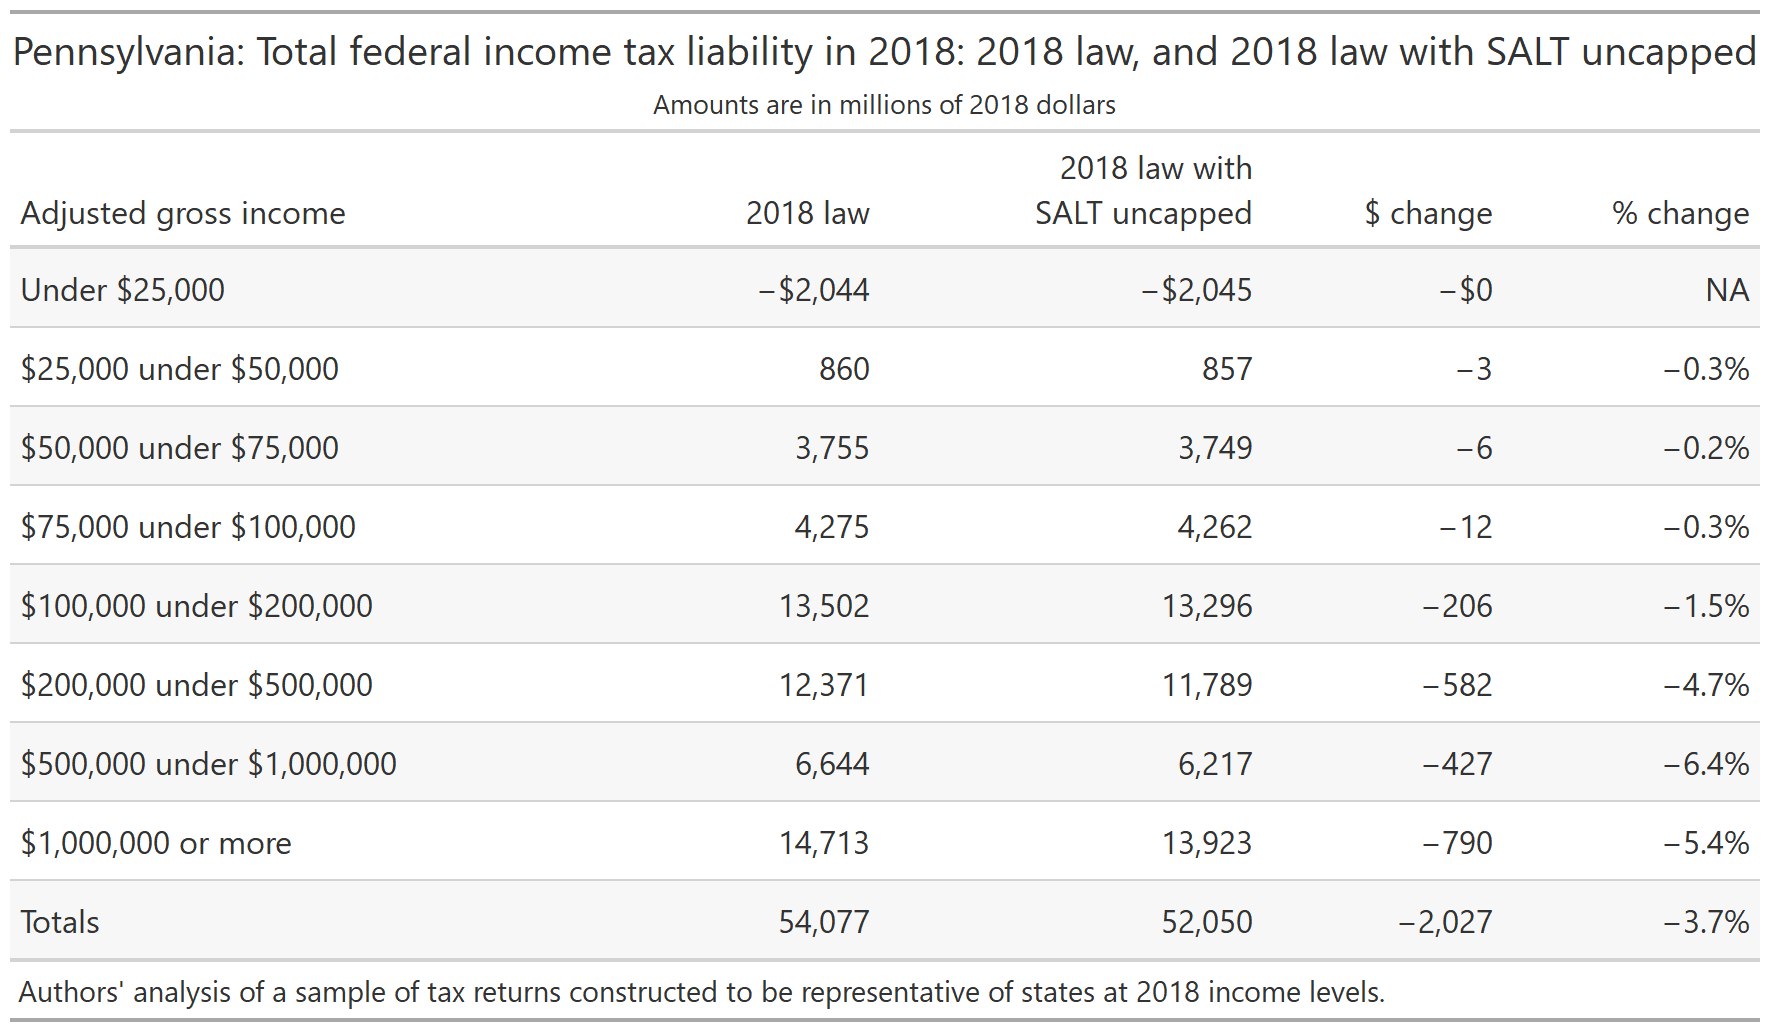 Pennsylvania: Total federal income tax liability in 2018: 2018 law, and 2018 law with SALT uncapped
Amounts are in millions of 2018 dollars
2018 law with
Adjusted gross income 2018 law SALT uncapped $ change % change
Under $25,000 −$2,044 −$2,045 −$0 NA
$25,000 under $50,000 860 857 −3 −0.3%
$50,000 under $75,000 3,755 3,749 −6 −0.2%
$75,000 under $100,000 4,275 4,262 −12 −0.3%
$100,000 under $200,000 13,502 13,296 −206 −1.5%
$200,000 under $500,000 12,371 11,789 −582 −4.7%
$500,000 under $1,000,000 6,644 6,217 −427 −6.4%
$1,000,000 or more 14,713 13,923 −790 −5.4%
Totals 54,077 52,050 −2,027 −3.7%
Authors' analysis of a sample of tax returns constructed to be representative of states at 2018 income levels.